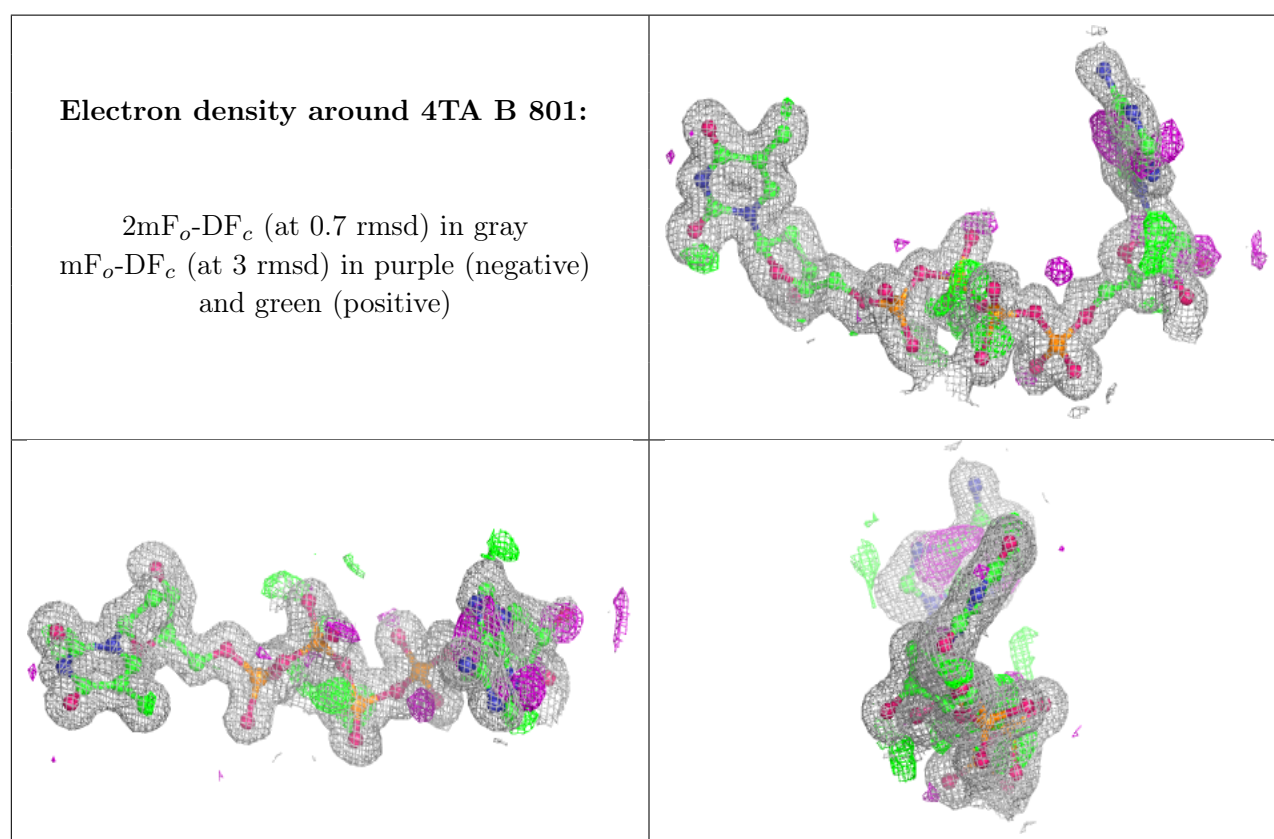 Electron density around 4TA B 801:
2mFₒ-DF𝒸 (at 0.7 rmsd) in gray
mFₒ-DF𝒸 (at 3 rmsd) in purple (negative)
and green (positive)